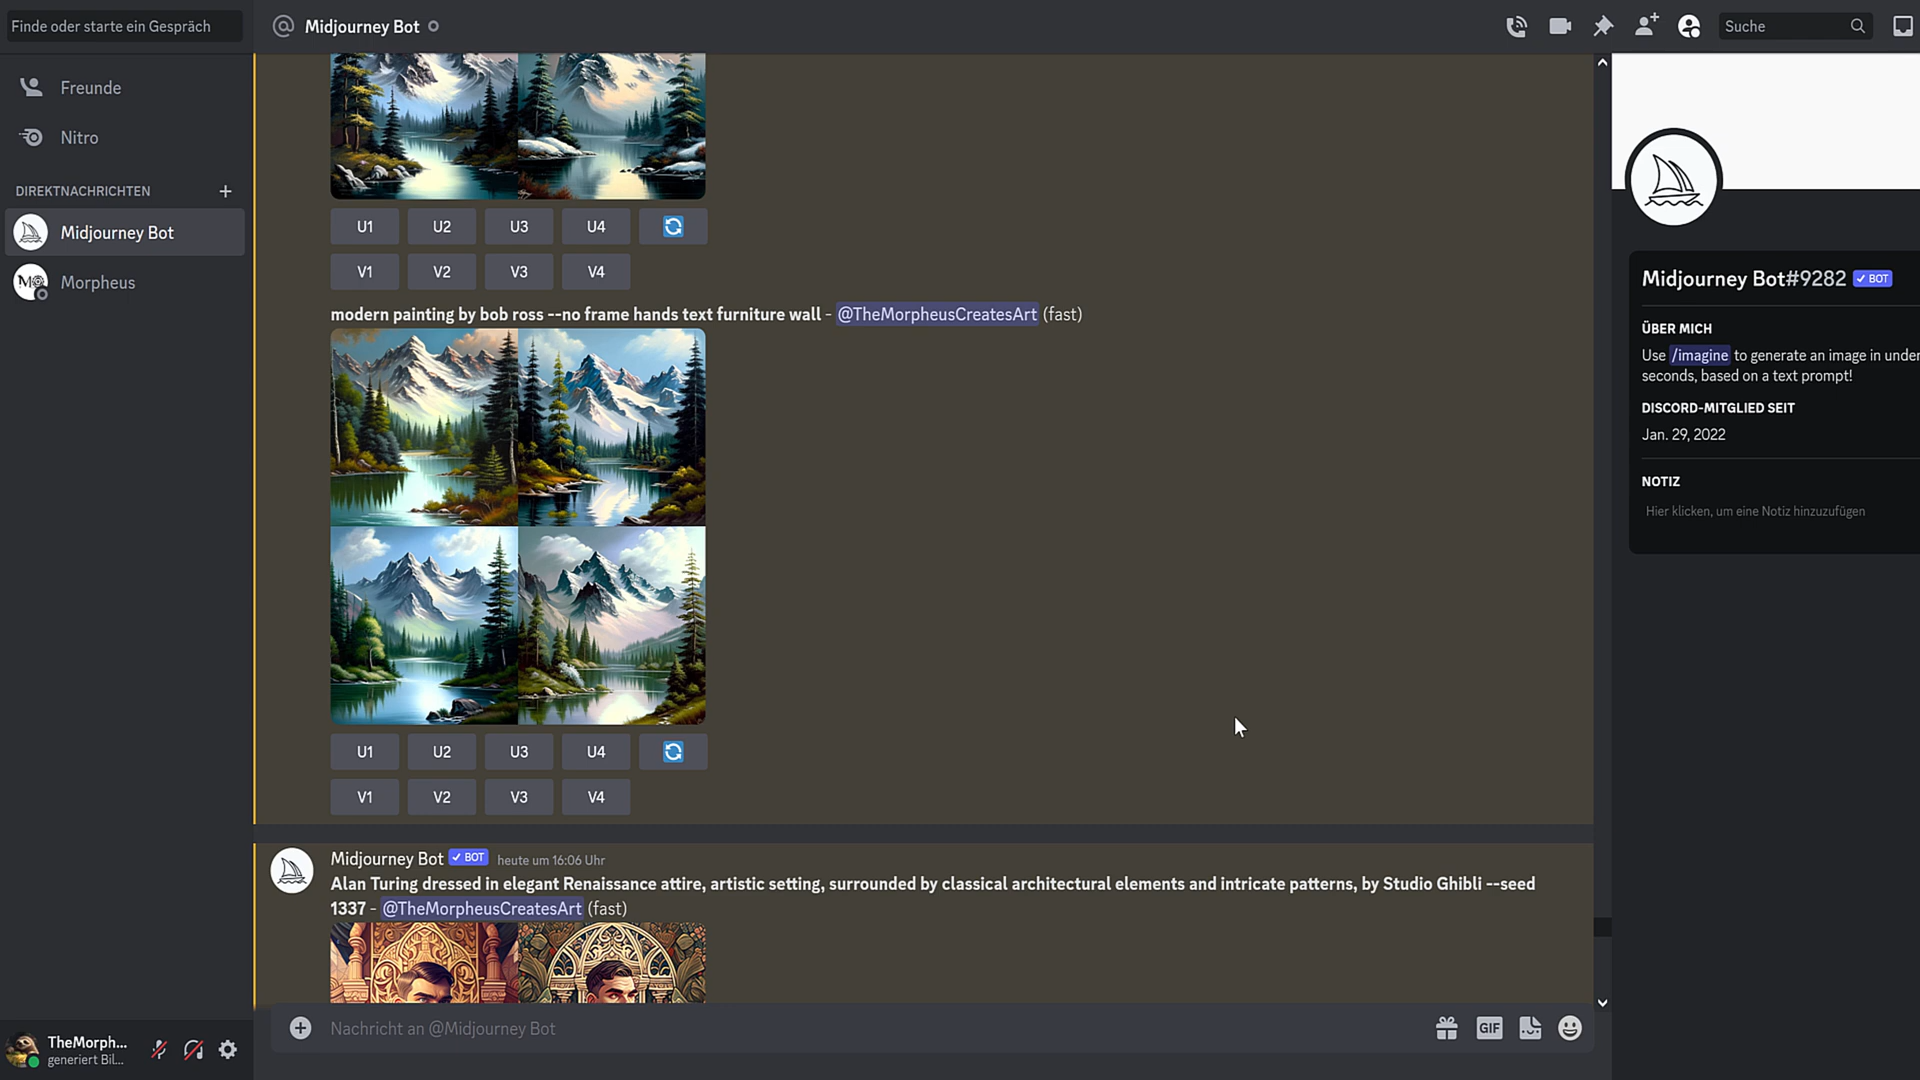 Finde oder starte ein Gespräch
Freunde
Nitro
DIREKTNACHRICHTEN
Midjourney Bot
Morpheus
TheMorph...
generiert Bil...
Midjourney Bot
Suche
U1 U2 U3 U4
V1 V2 V3 V4
modern painting by bob ross --no frame hands text furniture wall - @TheMorpheusCreatesArt (fast)
U1 U2 U3 U4
V1 V2 V3 V4
Midjourney Bot BOT heute um 16:06 Uhr
Alan Turing dressed in elegant Renaissance attire, artistic setting, surrounded by classical architectural elements and intricate patterns, by Studio Ghibli --seed
1337 - @TheMorpheusCreatesArt (fast)
Nachricht an @Midjourney Bot
GIF
Midjourney Bot#9282 BOT
ÜBER MICH
Use /imagine to generate an image in under
seconds, based on a text prompt!
DISCORD-MITGLIED SEIT
Jan. 29, 2022
NOTIZ
Hier klicken, um eine Notiz hinzuzufügen